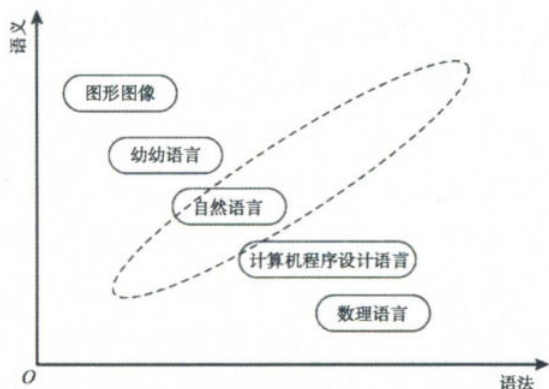 语义
图形图像
幼幼语言
自然语言
计算机程序设计语言
数理语言
O
语法